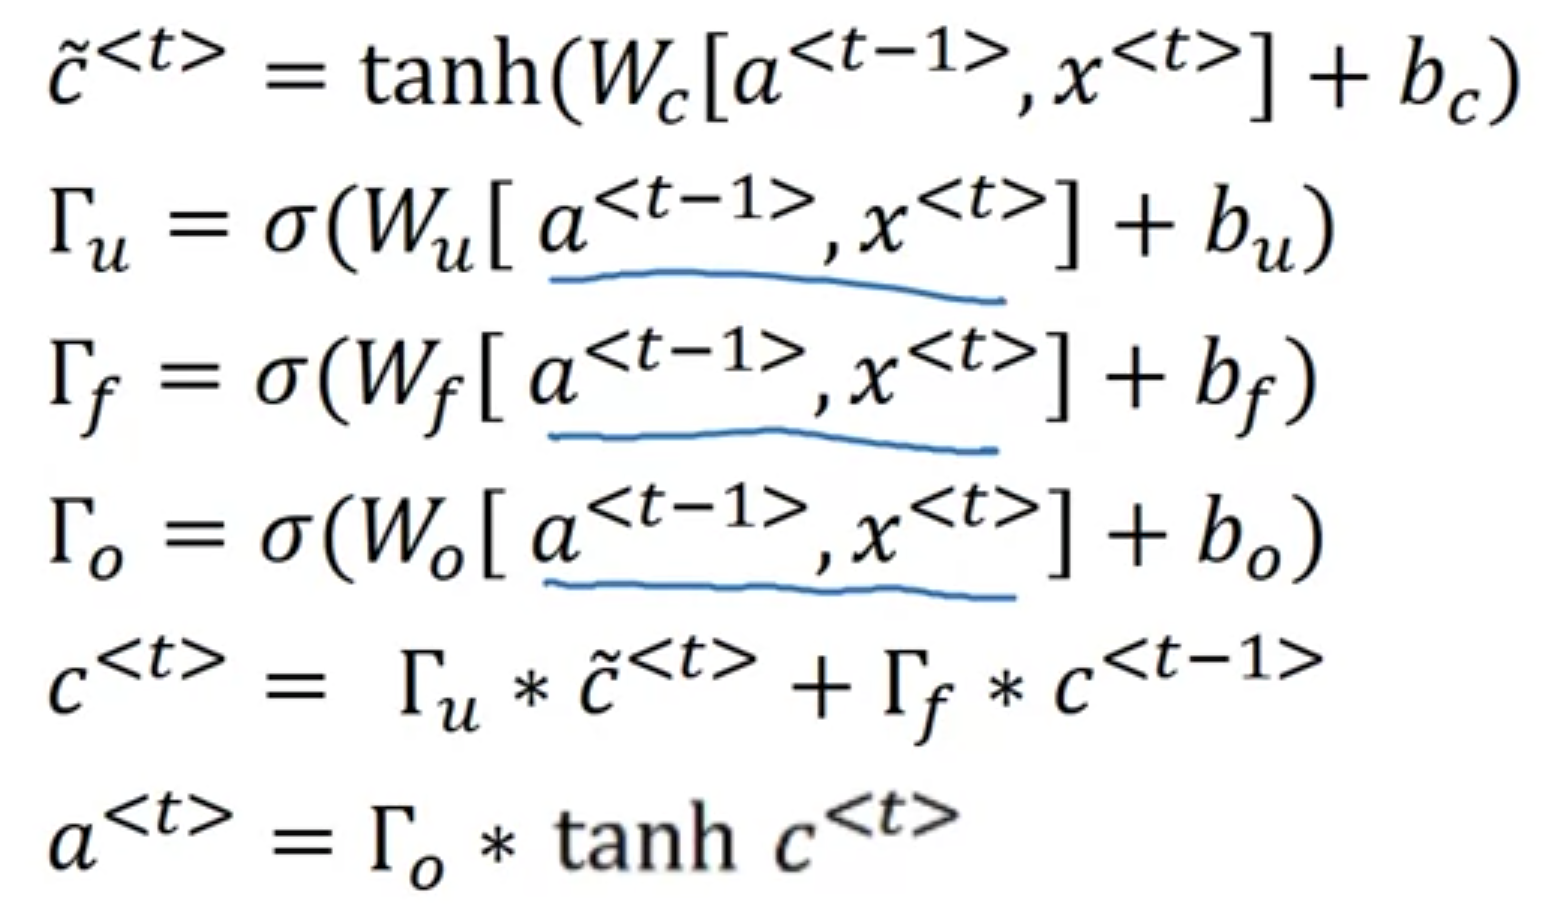 c̃^{<t>} = tanh(W_c[a^{<t−1>}, x^{<t>}] + b_c)
Γ_u = σ(W_u[ a^{<t−1>}, x^{<t>}] + b_u)
Γ_f = σ(W_f[ a^{<t−1>}, x^{<t>}] + b_f)
Γ_o = σ(W_o[ a^{<t−1>}, x^{<t>}] + b_o)
c^{<t>} = Γ_u * c̃^{<t>} + Γ_f * c^{<t−1>}
a^{<t>} = Γ_o * tanh c^{<t>}